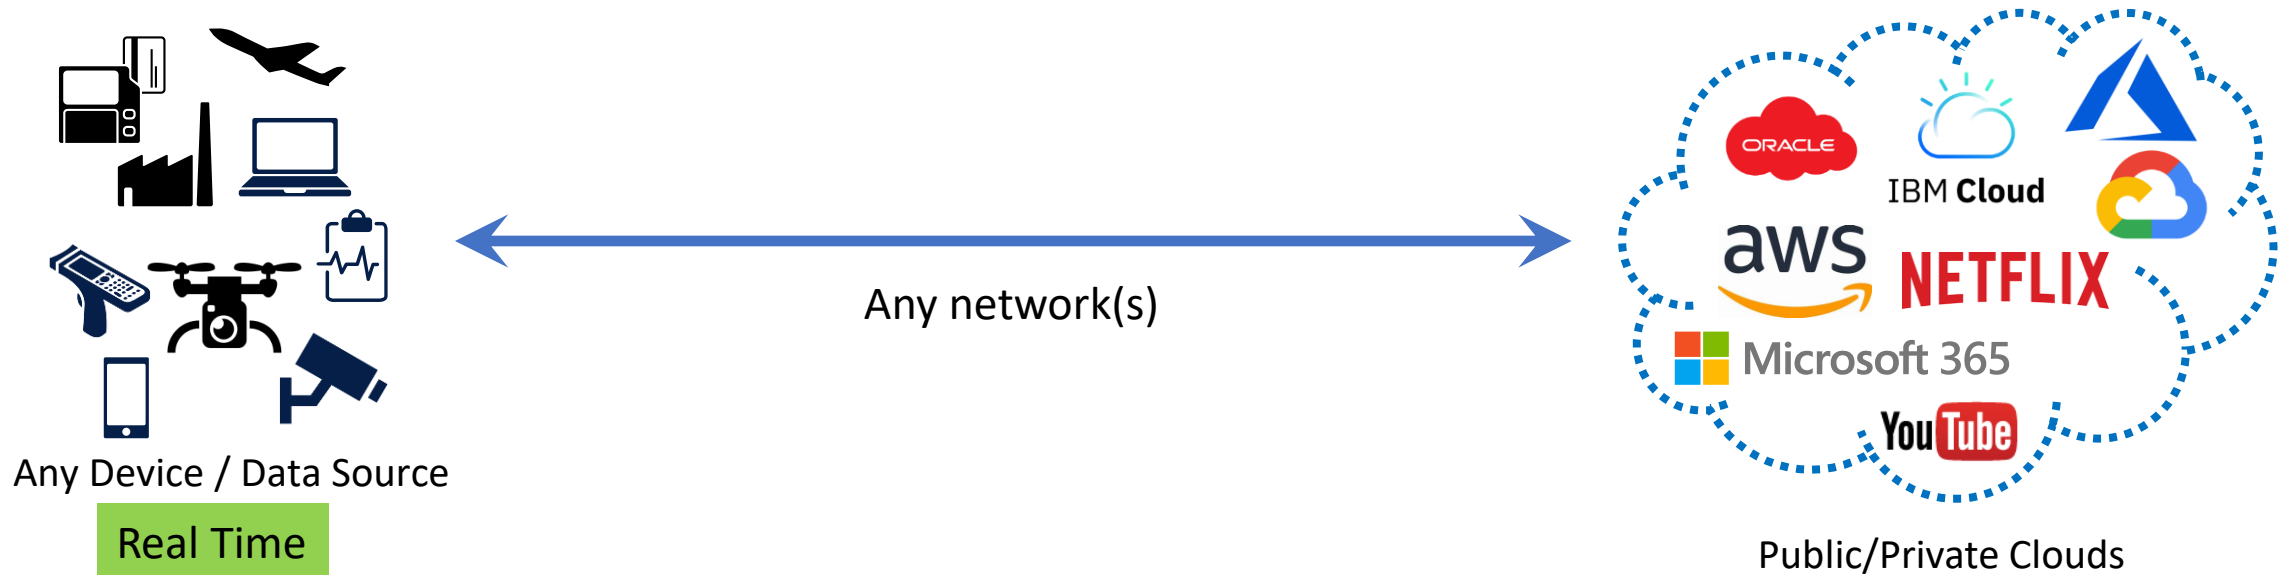 Any Device / Data Source
Real Time
Any network(s)
ORACLE
IBM Cloud
aws
NETFLIX
Microsoft 365
YouTube
Public/Private Clouds